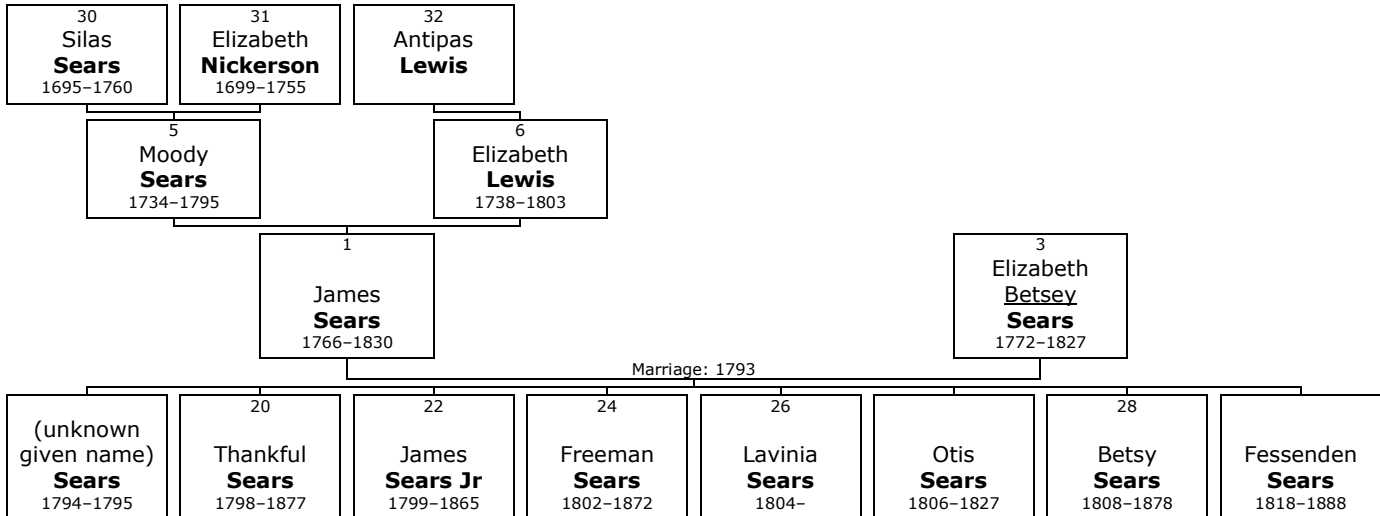 30
Silas
Sears
1695–1760
31
Elizabeth
Nickerson
1699–1755
32
Antipas
Lewis
5
Moody
Sears
1734–1795
6
Elizabeth
Lewis
1738–1803
1
James
Sears
1766–1830
3
Elizabeth
Betsey
Sears
1772–1827
Marriage: 1793
(unknown
given name)
Sears
1794–1795
20
Thankful
Sears
1798–1877
22
James
Sears Jr
1799–1865
24
Freeman
Sears
1802–1872
26
Lavinia
Sears
1804–
Otis
Sears
1806–1827
28
Betsy
Sears
1808–1878
Fessenden
Sears
1818–1888